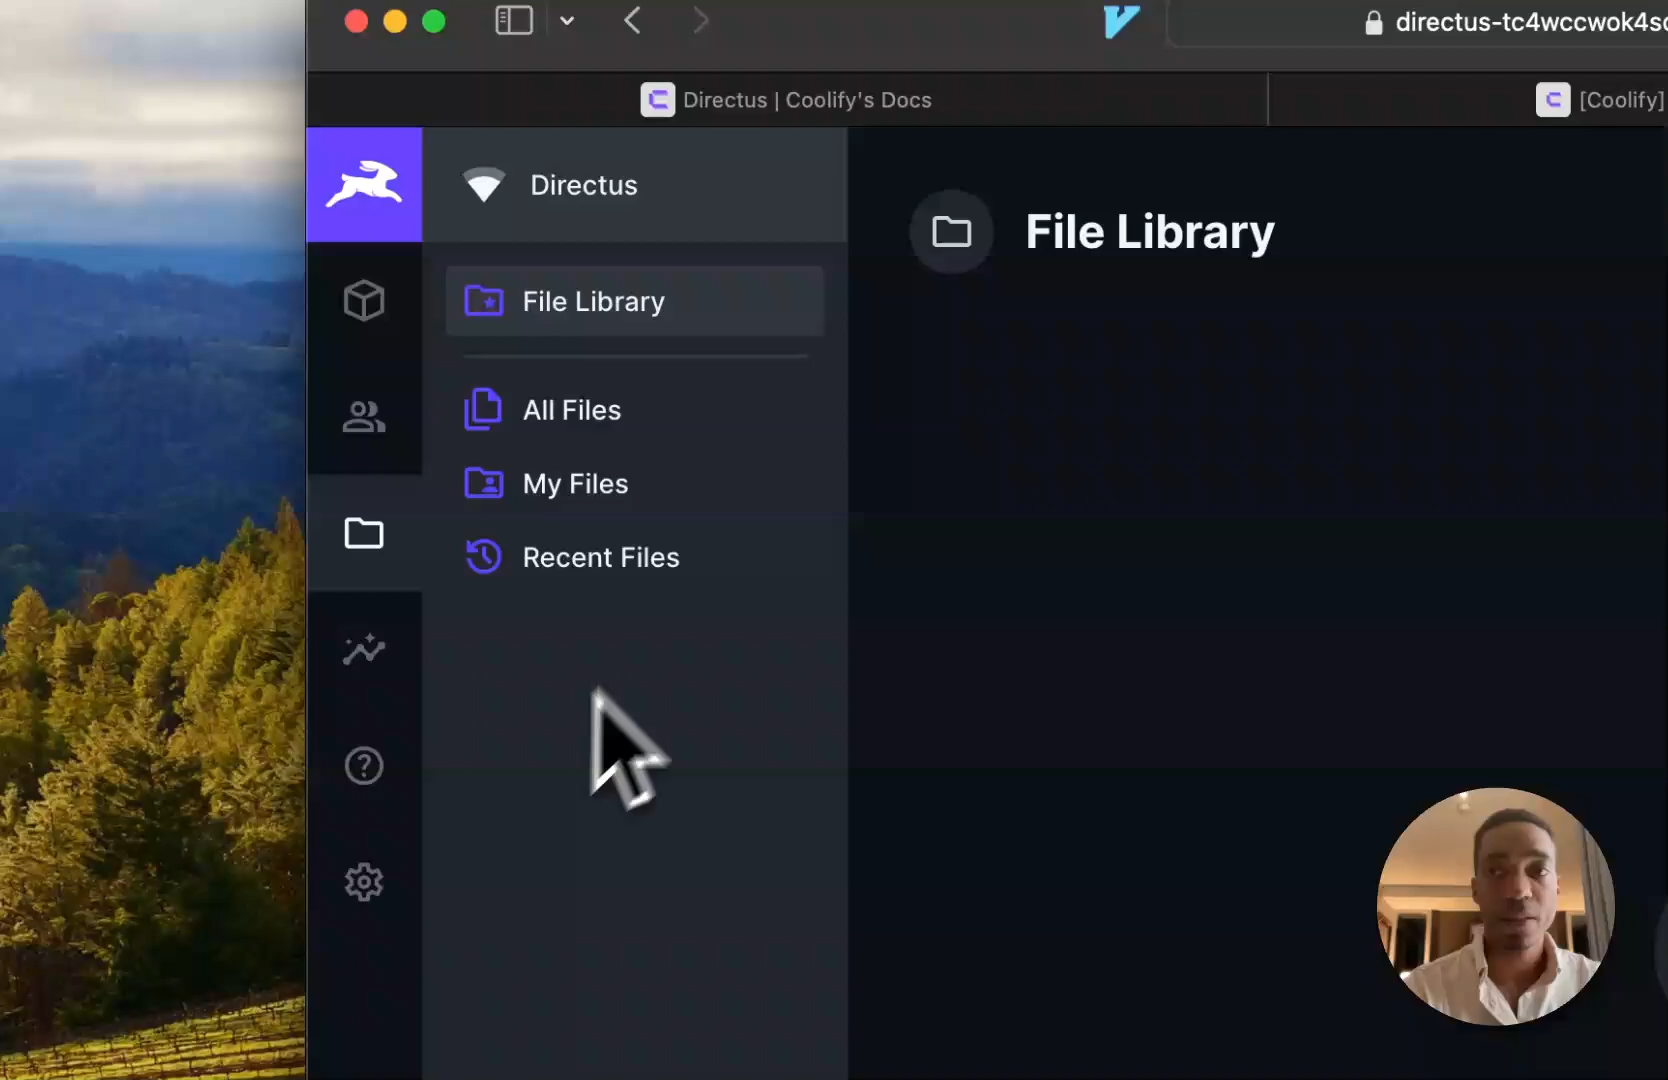 directus-tc4wccwok4s
Directus | Coolify's Docs
[Coolify]
Directus
File Library
File Library
All Files
My Files
Recent Files